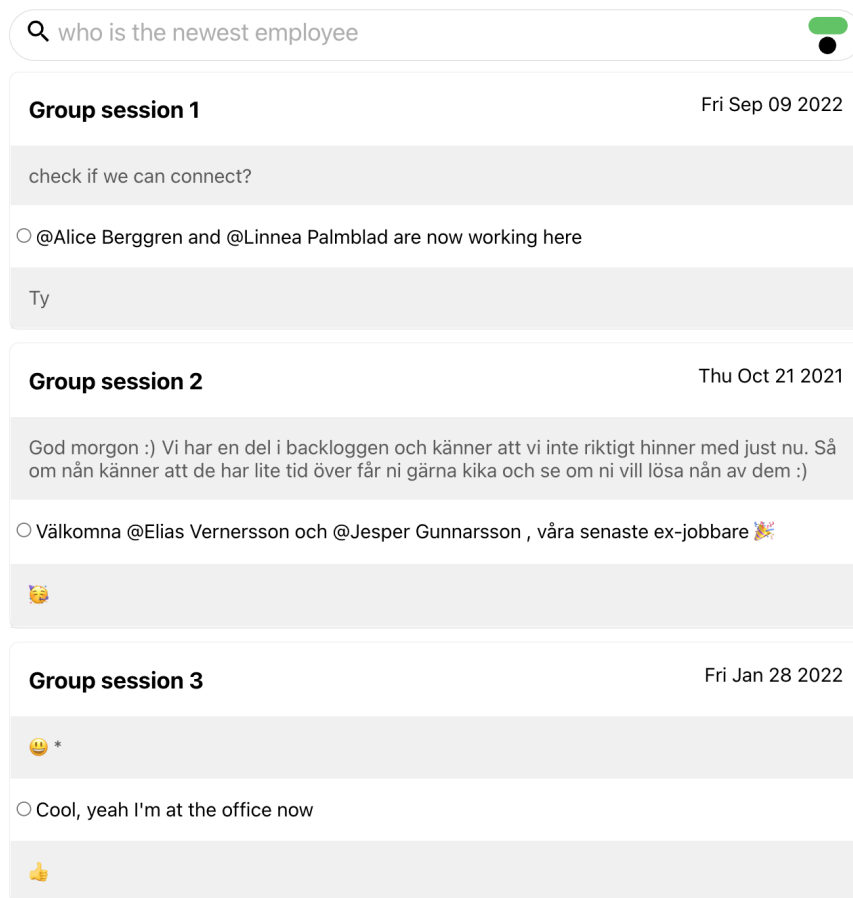 who is the newest employee
Group session 1
Fri Sep 09 2022
check if we can connect?
@Alice Berggren and @Linnea Palmblad are now working here
Ty
Group session 2
Thu Oct 21 2021
God morgon :) Vi har en del i backloggen och känner att vi inte riktigt hinner med just nu. Så
om nån känner att de har lite tid över får ni gärna kika och se om ni vill lösa nån av dem :)
Välkomna @Elias Vernersson och @Jesper Gunnarsson , våra senaste ex-jobbare 🎉
🥳
Group session 3
Fri Jan 28 2022
😃 *
Cool, yeah I'm at the office now
👍